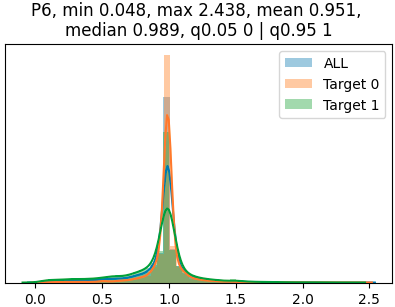 P6, min 0.048, max 2.438, mean 0.951,
median 0.989, q0.05 0 | q0.95 1
ALL
Target 0
Target 1
0.0 0.5 1.0 1.5 2.0 2.5